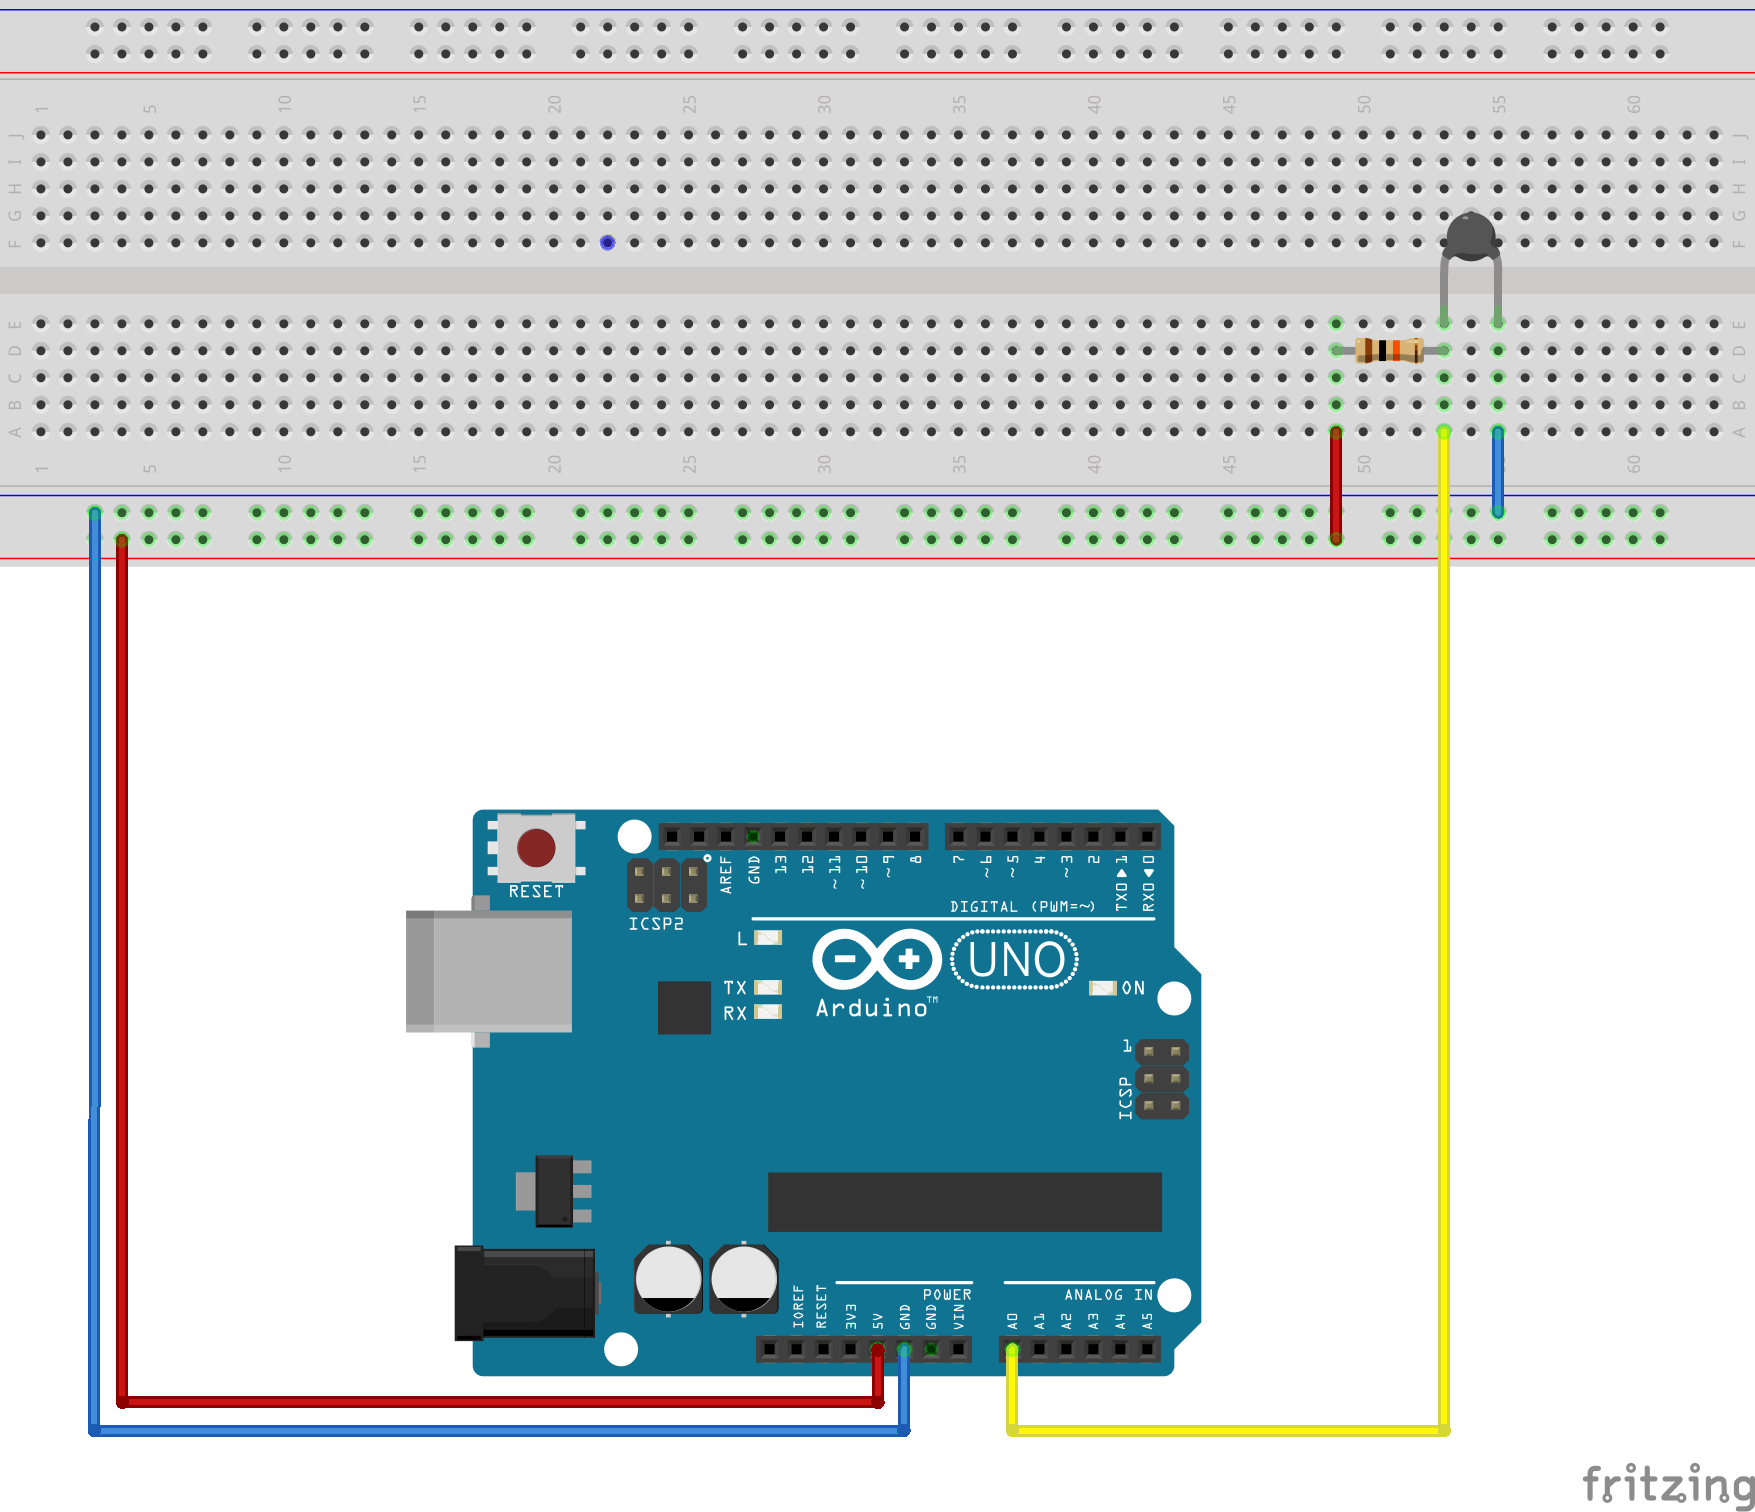 1 5 10 15 20 25 30 35 40 45 50 55 60
J J
I I
H H
G G
F F
E E
D D
C C
B B
A A
1 5 10 15 20 25 30 35 40 45 50 60
RESET
AREF GND 13 12 ~11 ~10 ~9 8 7 ~6 ~5 4 ~3 2 TX0 1 RX0 0
ICSP2
DIGITAL (PWM=~)
L
TX
RX
UNO
Arduino™
ON
1
ICSP
POWER
ANALOG IN
IOREF RESET 3V3 5V GND GND VIN A0 A1 A2 A3 A4 A5
fritzing